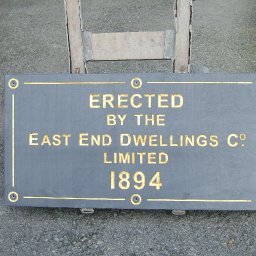 ERECTED
BY THE
EAST END DWELLINGS Cº.
LIMITED
1894